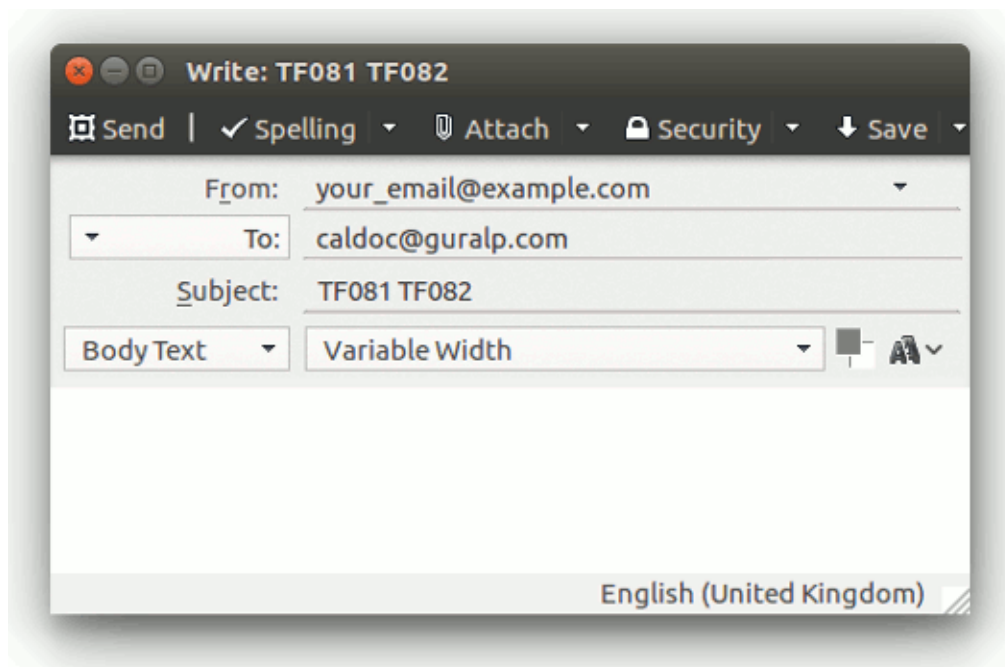 Write: TF081 TF082
Send | Spelling Attach Security Save
From: your_email@example.com
To: caldoc@guralp.com
Subject: TF081 TF082
Body Text Variable Width
English (United Kingdom)